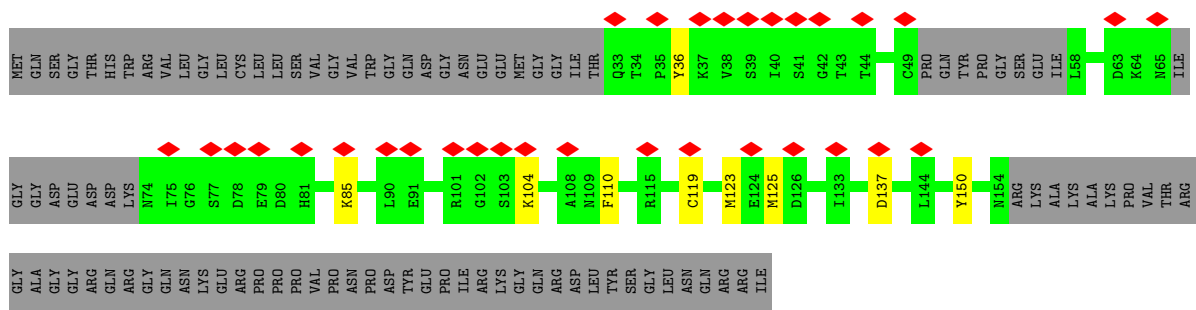 MET GLN SER GLY THR HIS TRP ARG VAL LEU GLY LEU CYS LEU LEU SER VAL GLY VAL TRP GLY GLN ASP GLY ASN GLU GLU MET GLY GLY ILE THR Q33 T34 P35 Y36 K37 V38 S39 I40 S41 G42 T43 T44 C49 PRO GLN TYR PRO GLY SER GLU ILE L58 D63 K64 N65 ILE
GLY GLY ASP GLU ASP ASP LYS N74 I75 G76 S77 D78 E79 D80 H81 K85 L90 E91 R101 G102 S103 K104 A108 N109 F110 R115 C119 M123 E124 M125 D126 I133 D137 L144 Y150 N154 ARG LYS ALA LYS ALA LYS PRO VAL THR ARG
GLY ALA GLY GLY ARG GLN ARG GLY GLN ASN LYS GLU ARG PRO PRO PRO VAL PRO ASN PRO ASP TYR GLU PRO ILE ARG LYS GLY GLN ARG ASP LEU TYR SER GLY LEU ASN GLN ARG ARG ILE